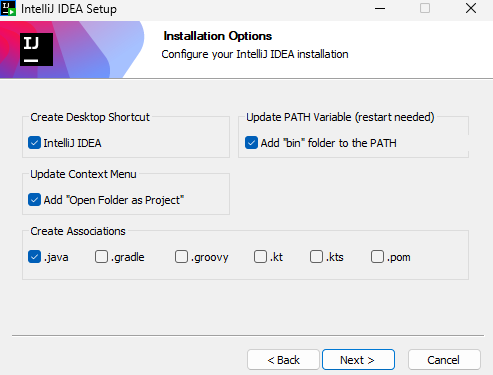 IntelliJ IDEA Setup
IJ
Installation Options
Configure your IntelliJ IDEA installation
Create Desktop Shortcut
IntelliJ IDEA
Update PATH Variable (restart needed)
Add "bin" folder to the PATH
Update Context Menu
Add "Open Folder as Project"
Create Associations
.java .gradle .groovy .kt .kts .pom
< Back Next > Cancel